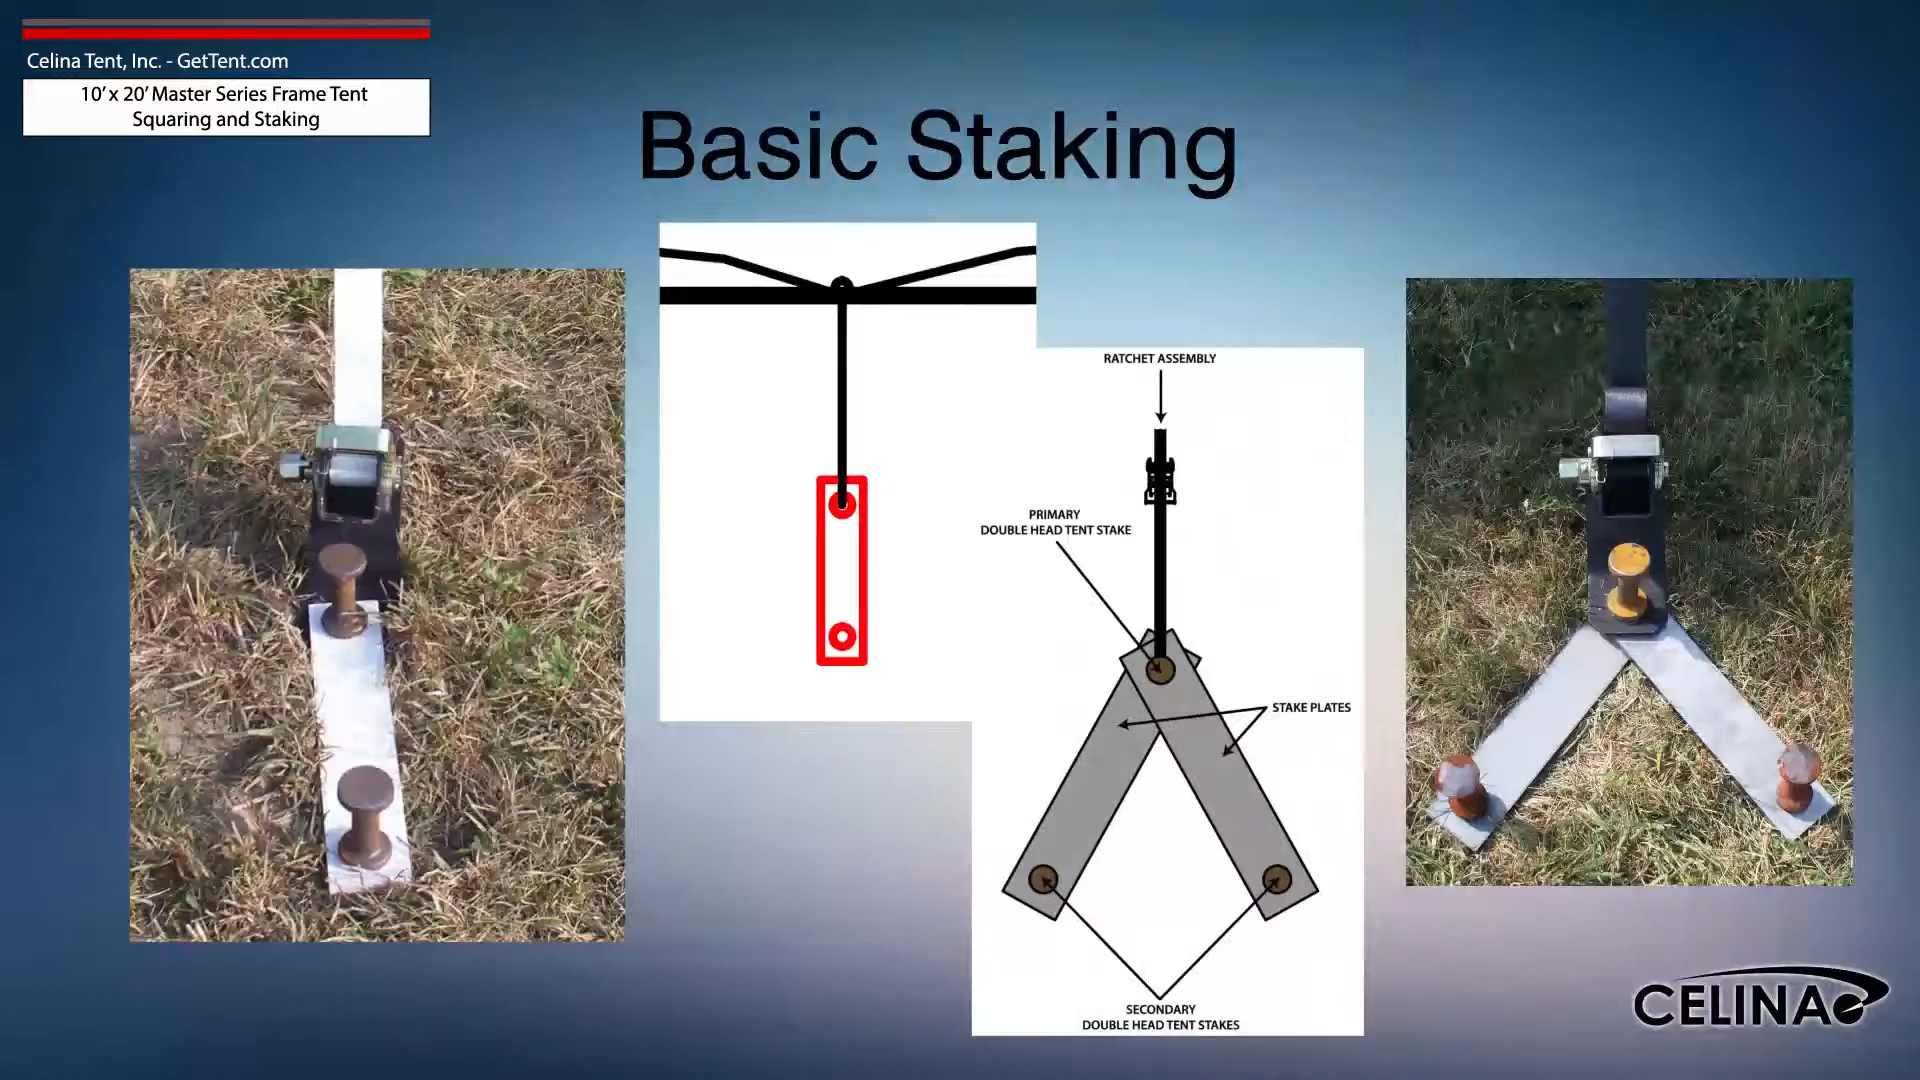 Celina Tent, Inc. - GetTent.com
10' x 20' Master Series Frame Tent
Squaring and Staking
Basic Staking
RATCHET ASSEMBLY
PRIMARY
DOUBLE HEAD TENT STAKE
STAKE PLATES
SECONDARY
DOUBLE HEAD TENT STAKES
CELINA